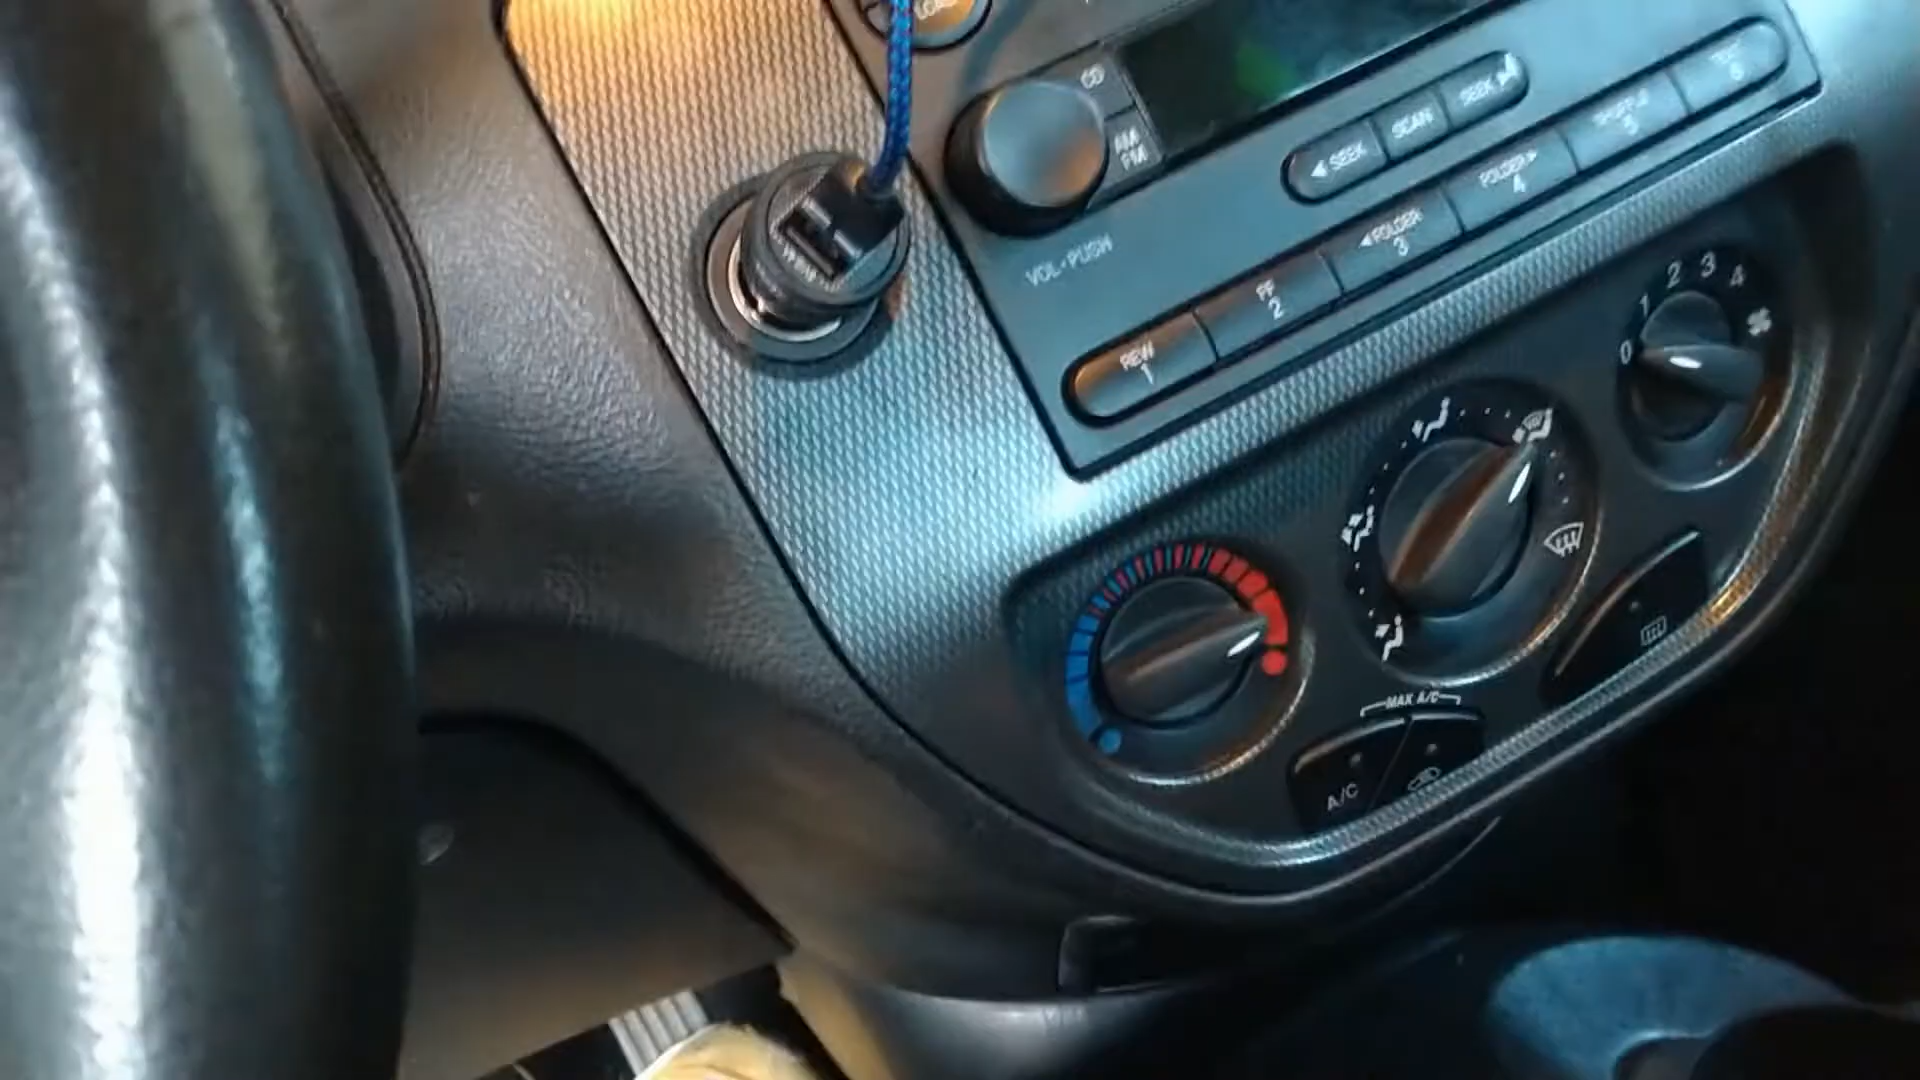 LOAD
CD
AM
FM
VOL•PUSH
◀ SEEK
SCAN
SEEK
REW
1
FF
2
◀FOLDER
3
FOLDER▶
4
5
6
0
1
2
3
4
MAX A/C
A/C